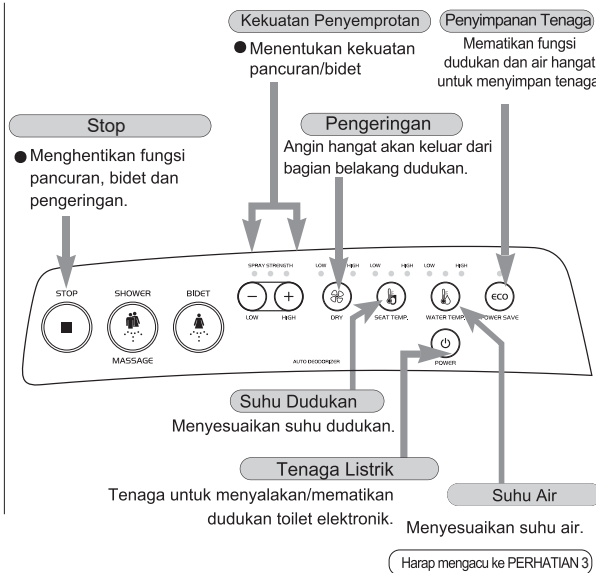 Kekuatan Penyemprotan
● Menentukan kekuatan
pancuran/bidet
Penyimpanan Tenaga
Mematikan fungsi
dudukan dan air hangat
untuk menyimpan tenaga
Stop
● Menghentikan fungsi
pancuran, bidet dan
pengeringan.
Pengeringan
Angin hangat akan keluar dari
bagian belakang dudukan.
SPRAY STRENGTH
LOW HIGH
LOW HIGH
LOW HIGH
STOP
SHOWER
BIDET
− +
ECO
LOW HIGH
DRY
SEAT TEMP.
WATER TEMP.
POWER SAVE
MASSAGE
AUTO DEODORIZER
POWER
Suhu Dudukan
Menyesuaikan suhu dudukan.
Tenaga Listrik
Tenaga untuk menyalakan/mematikan
dudukan toilet elektronik.
Suhu Air
Menyesuaikan suhu air.
Harap mengacu ke PERHATIAN 3